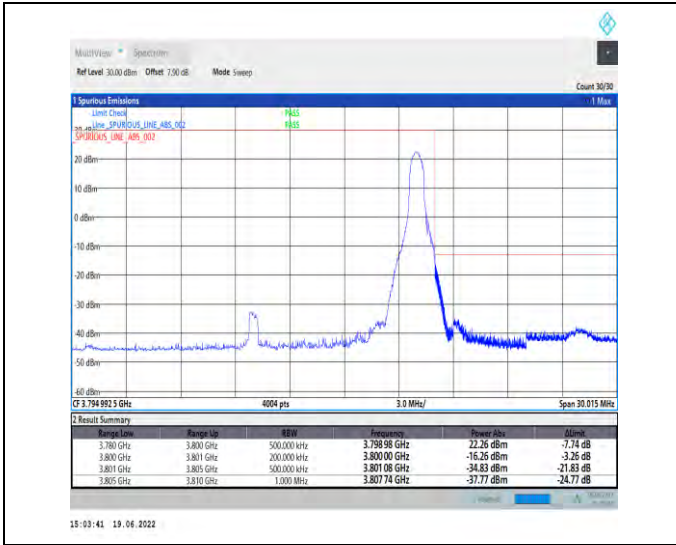 MultiView Spectrum
Ref Level 30.00 dBm Offset 7.90 dB Mode Sweep
Count 30/30
1 Spurious Emissions 1 Max
Limit Check PASS
Line _SPURIOUS_LINE_ABS_002 PASS
_SPURIOUS_LINE_ABS_002
20 dBm
10 dBm
0 dBm
-10 dBm
-20 dBm
-30 dBm
-40 dBm
-50 dBm
-60 dBm
CF 3.794 992 5 GHz 4004 pts 3.0 MHz/ Span 30.015 MHz
2 Result Summary
Range Low Range Up RBW Frequency Power Abs ΔLimit
3.780 GHz 3.800 GHz 500.000 kHz 3.798 98 GHz 22.26 dBm -7.74 dB
3.800 GHz 3.801 GHz 200.000 kHz 3.800 00 GHz -16.26 dBm -3.26 dB
3.801 GHz 3.805 GHz 500.000 kHz 3.801 08 GHz -34.83 dBm -21.83 dB
3.805 GHz 3.810 GHz 1.000 MHz 3.807 74 GHz -37.77 dBm -24.77 dB
15:03:41 19.06.2022